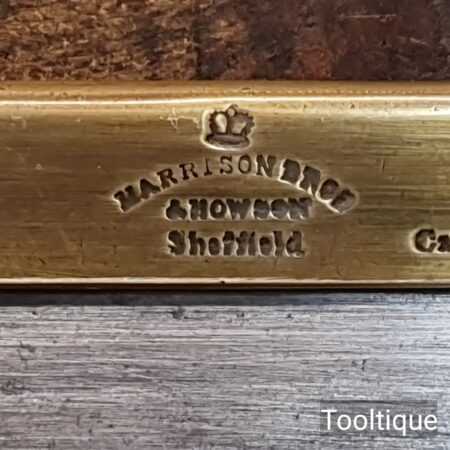 HARRISON BROS
& HOWSON
Sheffield
Tooltique